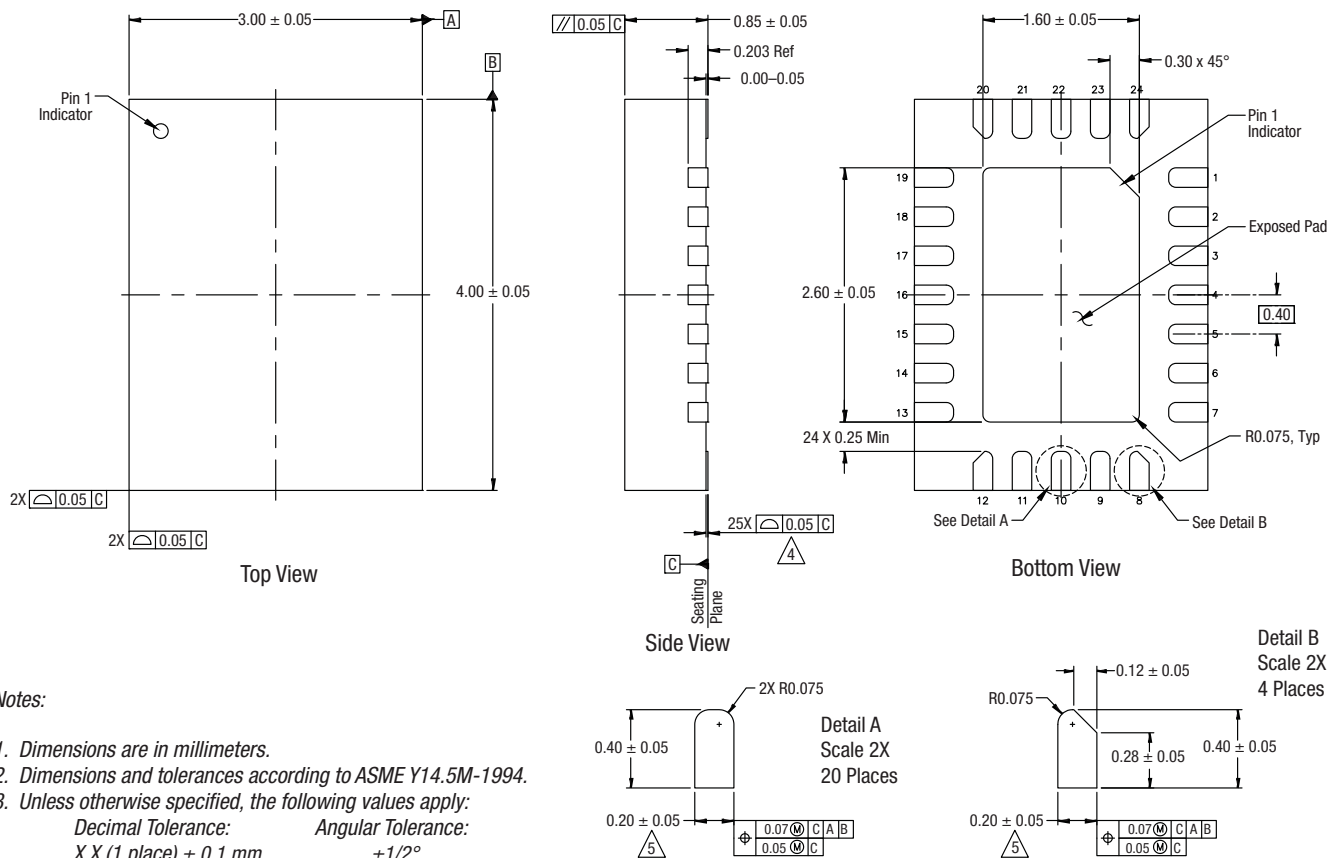 3.00 ± 0.05
A
B
Pin 1
Indicator
4.00 ± 0.05
2X ⌓ 0.05 C
2X ⌓ 0.05 C
Top View
// 0.05 C
0.85 ± 0.05
0.203 Ref
0.00–0.05
25X ⌓ 0.05 C
4
C
Seating
Plane
Side View
1.60 ± 0.05
0.30 x 45°
20 21 22 23 24
Pin 1
Indicator
19
18
17
16
15
14
13
1
2
3
4
5
6
7
Exposed Pad
2.60 ± 0.05
0.40
24 X 0.25 Min
R0.075, Typ
12 11 10 9 8
See Detail A
See Detail B
Bottom View
2X R0.075
0.40 ± 0.05
Detail A
Scale 2X
20 Places
0.20 ± 0.05
5
⌖ 0.07 Ⓜ C A B
0.05 Ⓜ C
Detail B
Scale 2X
4 Places
0.12 ± 0.05
R0.075
0.28 ± 0.05
0.40 ± 0.05
0.20 ± 0.05
5
⌖ 0.07 Ⓜ C A B
0.05 Ⓜ C
otes:
. Dimensions are in millimeters.
2. Dimensions and tolerances according to ASME Y14.5M-1994.
3. Unless otherwise specified, the following values apply:
Decimal Tolerance: Angular Tolerance:
X.X (1 place) ± 0.1 mm ±1/2°